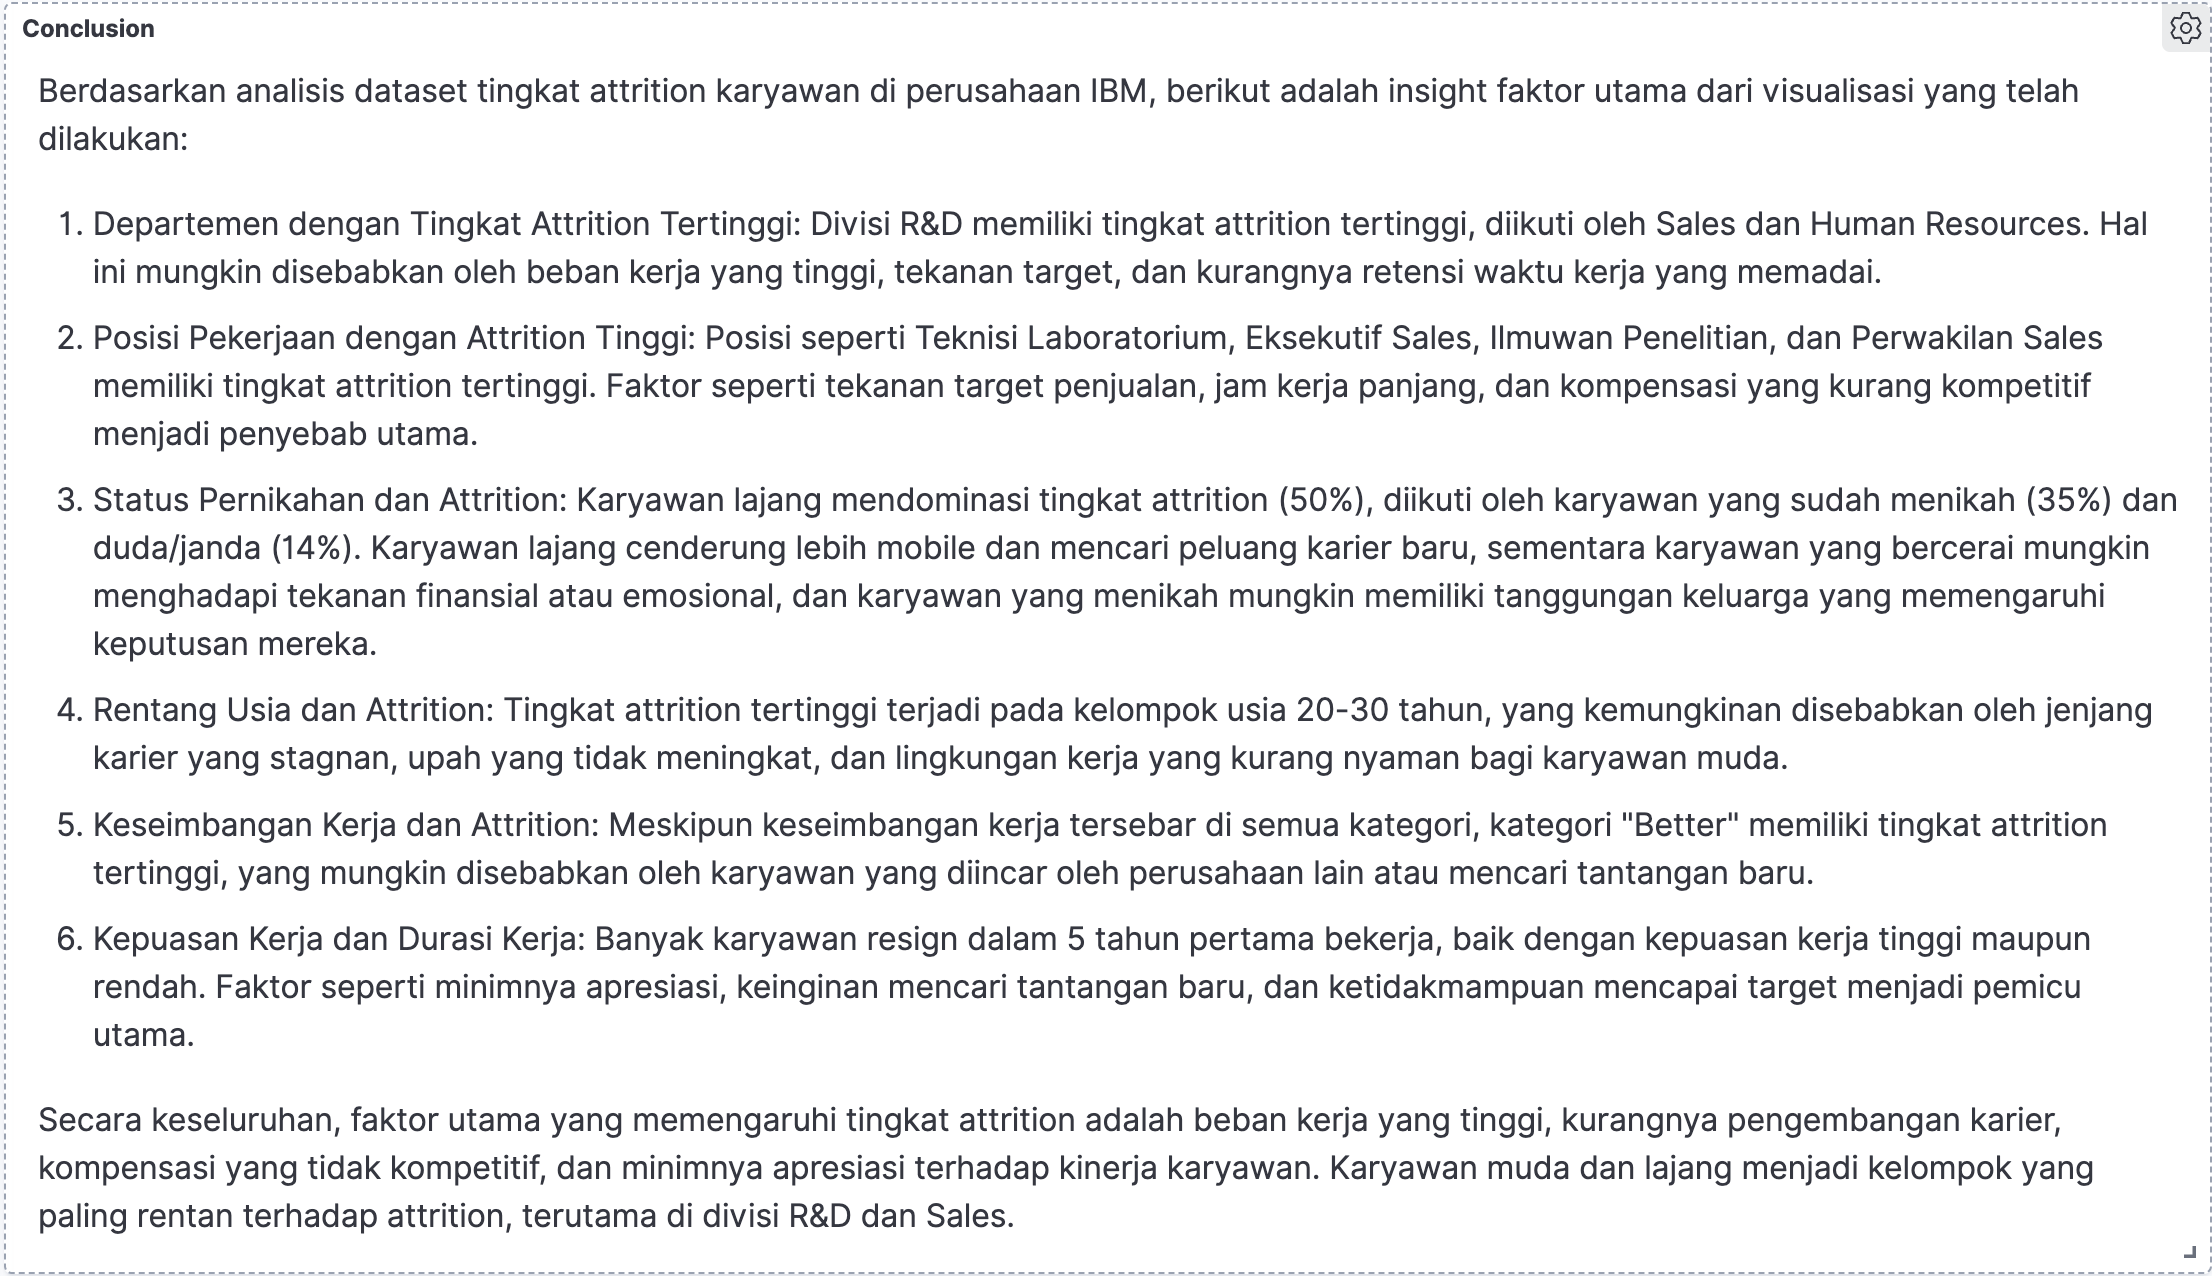 Conclusion
Berdasarkan analisis dataset tingkat attrition karyawan di perusahaan IBM, berikut adalah insight faktor utama dari visualisasi yang telah
dilakukan:
1. Departemen dengan Tingkat Attrition Tertinggi: Divisi R&D memiliki tingkat attrition tertinggi, diikuti oleh Sales dan Human Resources. Hal
ini mungkin disebabkan oleh beban kerja yang tinggi, tekanan target, dan kurangnya retensi waktu kerja yang memadai.
2. Posisi Pekerjaan dengan Attrition Tinggi: Posisi seperti Teknisi Laboratorium, Eksekutif Sales, Ilmuwan Penelitian, dan Perwakilan Sales
memiliki tingkat attrition tertinggi. Faktor seperti tekanan target penjualan, jam kerja panjang, dan kompensasi yang kurang kompetitif
menjadi penyebab utama.
3. Status Pernikahan dan Attrition: Karyawan lajang mendominasi tingkat attrition (50%), diikuti oleh karyawan yang sudah menikah (35%) dan
duda/janda (14%). Karyawan lajang cenderung lebih mobile dan mencari peluang karier baru, sementara karyawan yang bercerai mungkin
menghadapi tekanan finansial atau emosional, dan karyawan yang menikah mungkin memiliki tanggungan keluarga yang memengaruhi
keputusan mereka.
4. Rentang Usia dan Attrition: Tingkat attrition tertinggi terjadi pada kelompok usia 20-30 tahun, yang kemungkinan disebabkan oleh jenjang
karier yang stagnan, upah yang tidak meningkat, dan lingkungan kerja yang kurang nyaman bagi karyawan muda.
5. Keseimbangan Kerja dan Attrition: Meskipun keseimbangan kerja tersebar di semua kategori, kategori "Better" memiliki tingkat attrition
tertinggi, yang mungkin disebabkan oleh karyawan yang diincar oleh perusahaan lain atau mencari tantangan baru.
6. Kepuasan Kerja dan Durasi Kerja: Banyak karyawan resign dalam 5 tahun pertama bekerja, baik dengan kepuasan kerja tinggi maupun
rendah. Faktor seperti minimnya apresiasi, keinginan mencari tantangan baru, dan ketidakmampuan mencapai target menjadi pemicu
utama.
Secara keseluruhan, faktor utama yang memengaruhi tingkat attrition adalah beban kerja yang tinggi, kurangnya pengembangan karier,
kompensasi yang tidak kompetitif, dan minimnya apresiasi terhadap kinerja karyawan. Karyawan muda dan lajang menjadi kelompok yang
paling rentan terhadap attrition, terutama di divisi R&D dan Sales.